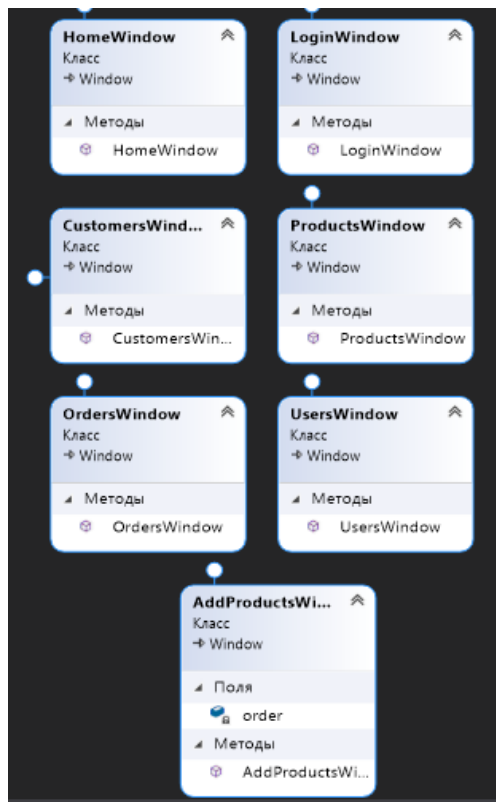 HomeWindow
Класс
Window
Методы
HomeWindow
LoginWindow
Класс
Window
Методы
LoginWindow
CustomersWind...
Класс
Window
Методы
CustomersWin...
ProductsWindow
Класс
Window
Методы
ProductsWindow
OrdersWindow
Класс
Window
Методы
OrdersWindow
UsersWindow
Класс
Window
Методы
UsersWindow
AddProductsWi...
Класс
Window
Поля
order
Методы
AddProductsWi...